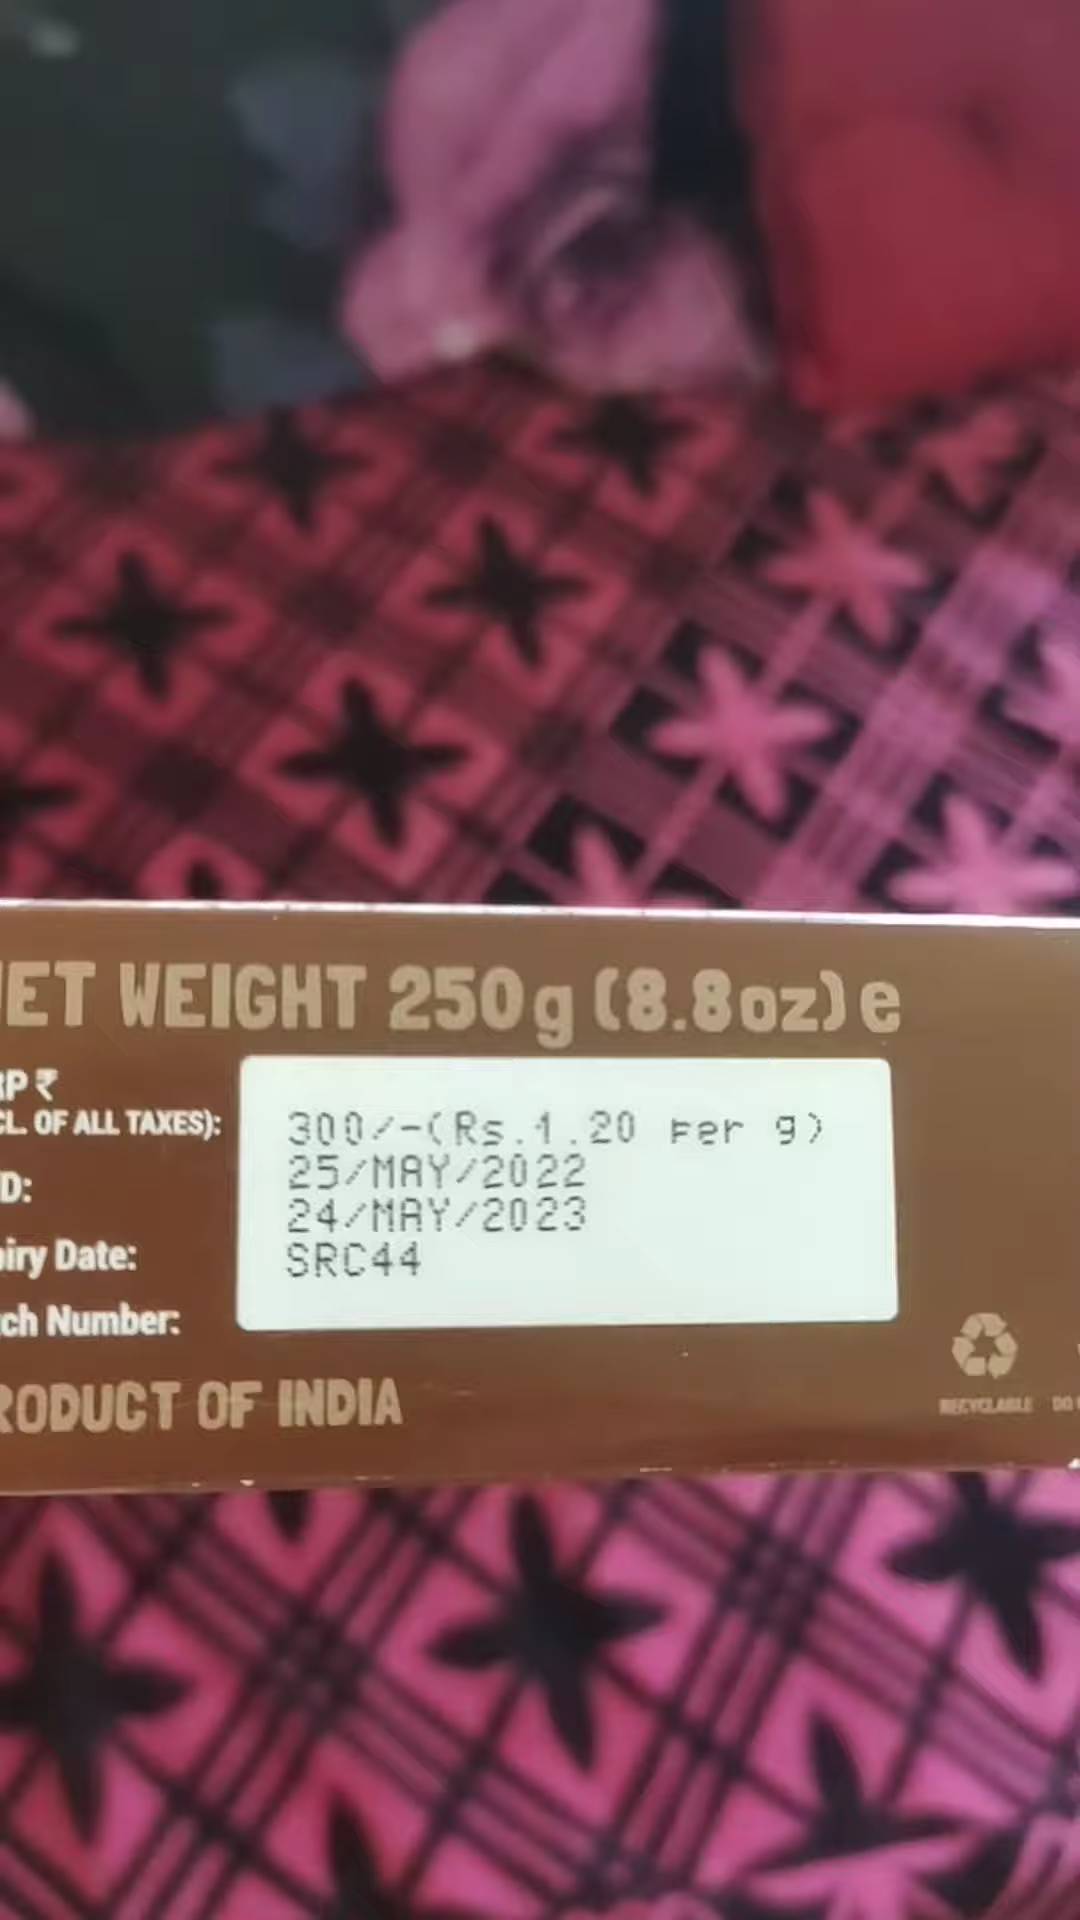 ET WEIGHT 250g (8.8oz) e
RP ₹
CL. OF ALL TAXES):
300/-(Rs.1.20 per g)
D:
25/MAY/2022
piry Date:
24/MAY/2023
ch Number:
SRC44
RODUCT OF INDIA
RECYCLABLE
DO